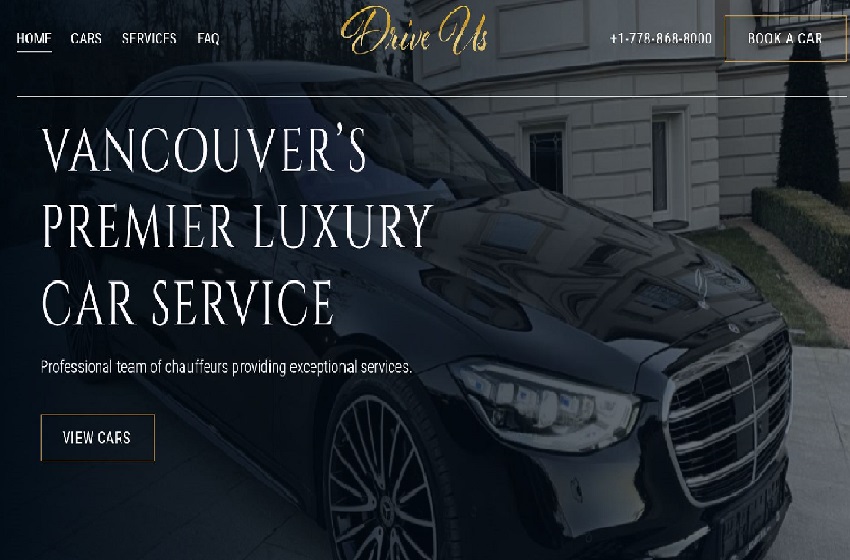 HOME CARS SERVICES FAQ
Drive Us
+1-778-868-8000 BOOK A CAR
VANCOUVER'S
PREMIER LUXURY
CAR SERVICE
Professional team of chauffeurs providing exceptional services.
VIEW CARS